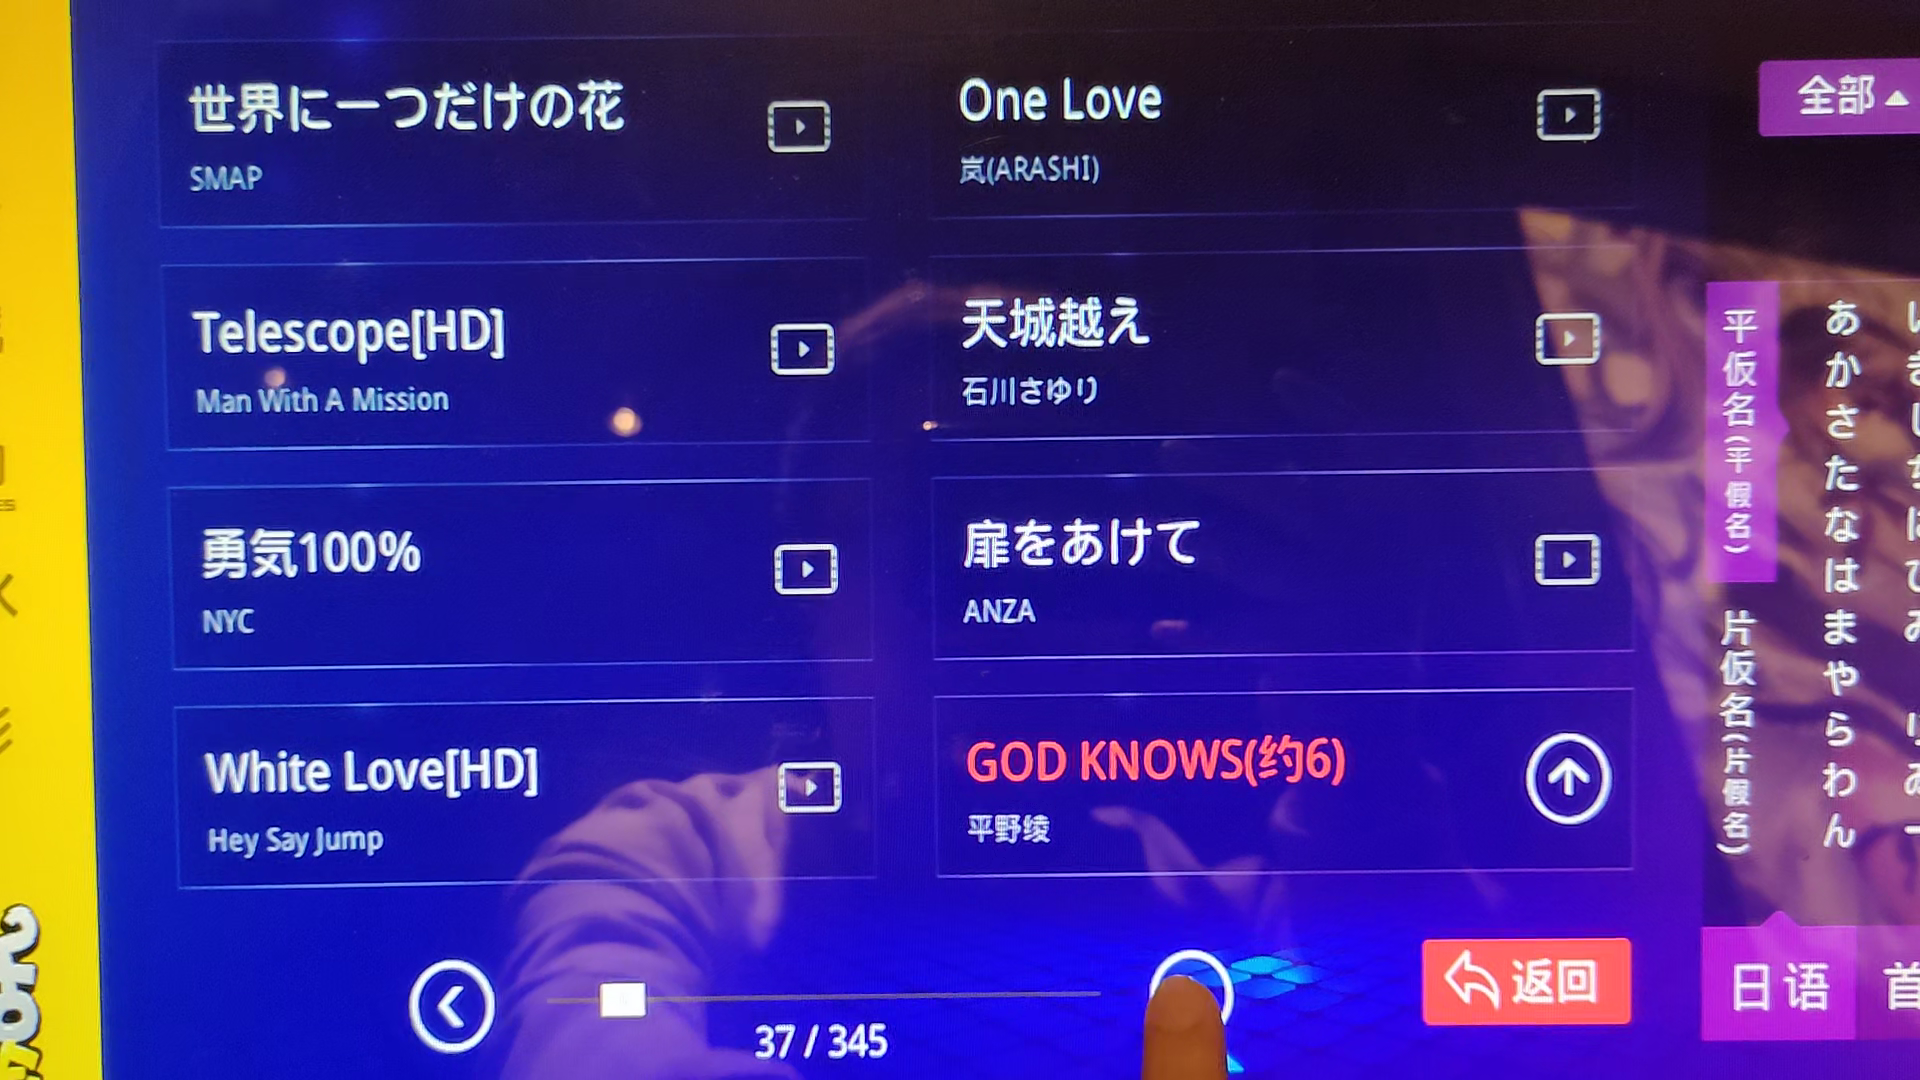 世界に一つだけの花
SMAP
One Love
岚(ARASHI)
全部
Telescope[HD]
Man With A Mission
天城越え
石川さゆり
勇気100%
NYC
扉をあけて
ANZA
White Love[HD]
Hey Say Jump
GOD KNOWS(约6)
平野绫
平仮名(平假名)
片仮名(片假名)
あかさたなはまやらわん
37 / 345
返回
日语
首